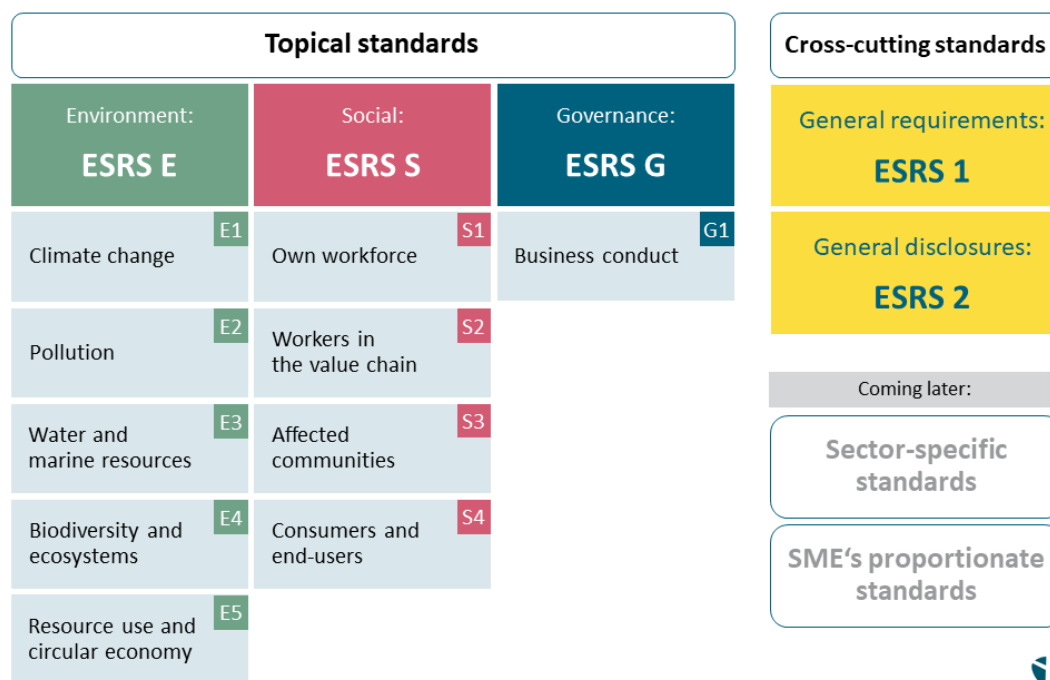 Topical standards
Environment:
ESRS E
E1
Climate change
E2
Pollution
E3
Water and
marine resources
E4
Biodiversity and
ecosystems
E5
Resource use and
circular economy
Social:
ESRS S
S1
Own workforce
S2
Workers in
the value chain
S3
Affected
communities
S4
Consumers and
end-users
Governance:
ESRS G
G1
Business conduct
Cross-cutting standards
General requirements:
ESRS 1
General disclosures:
ESRS 2
Coming later:
Sector-specific
standards
SME‘s proportionate
standards